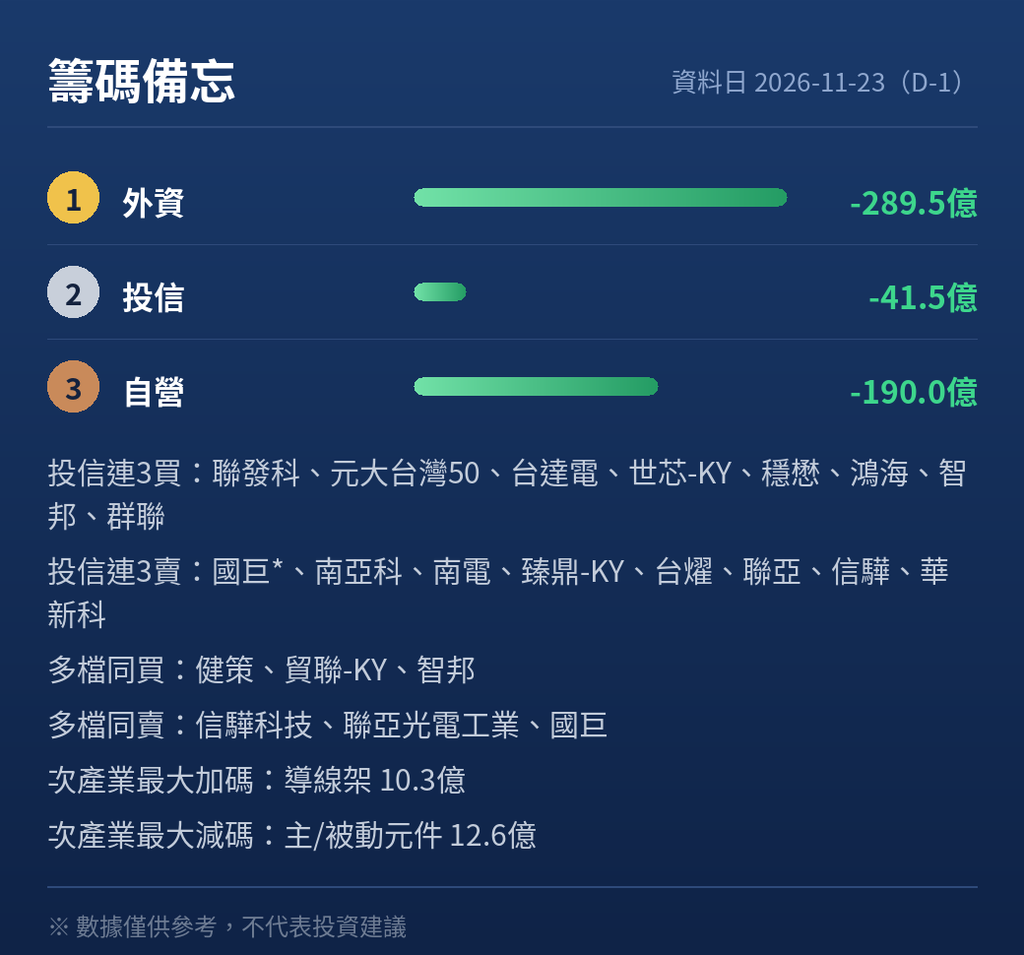 籌碼備忘
資料日 2026-11-23（D-1）
1 外資 -289.5億
2 投信 -41.5億
3 自營 -190.0億
投信連3買：聯發科、元大台灣50、台達電、世芯-KY、穩懋、鴻海、智
邦、群聯
投信連3賣：國巨*、南亞科、南電、臻鼎-KY、台燿、聯亞、信驊、華
新科
多檔同買：健策、貿聯-KY、智邦
多檔同賣：信驊科技、聯亞光電工業、國巨
次產業最大加碼：導線架 10.3億
次產業最大減碼：主/被動元件 12.6億
※ 數據僅供參考，不代表投資建議